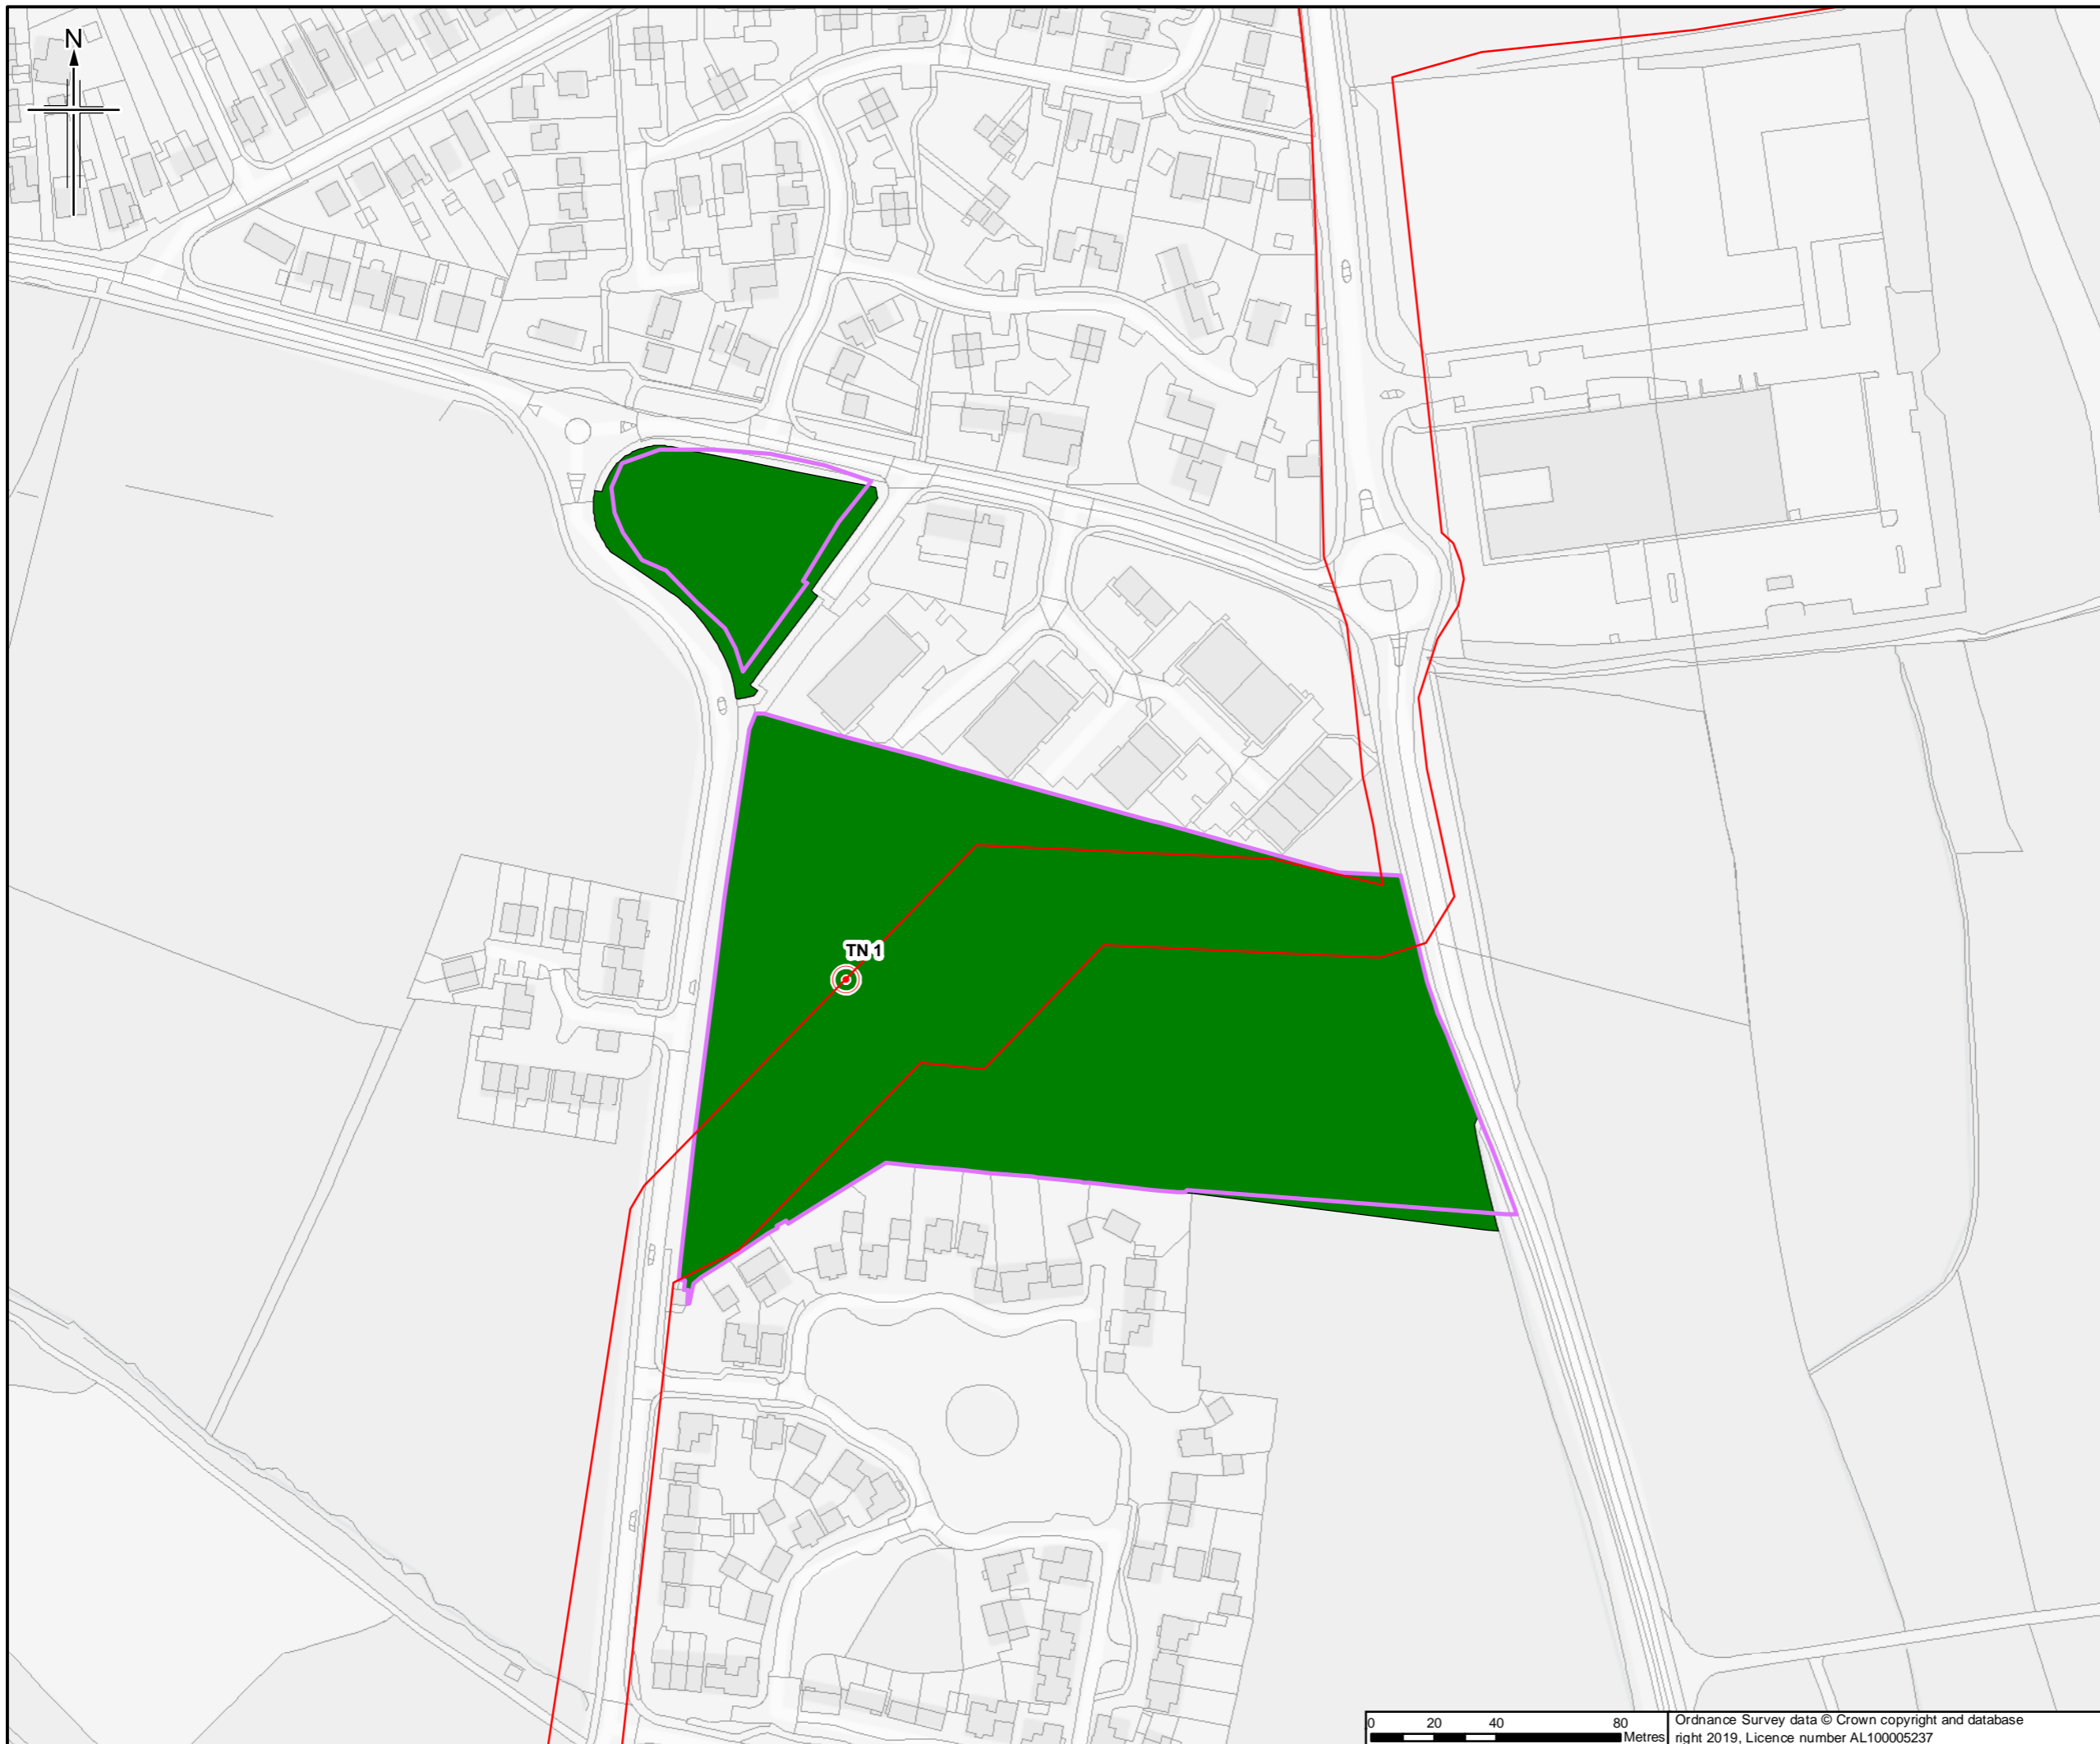 N
TN 1
0 20 40 80
Metres
Ordnance Survey data © Crown copyright and database
right 2019, Licence number AL100005237